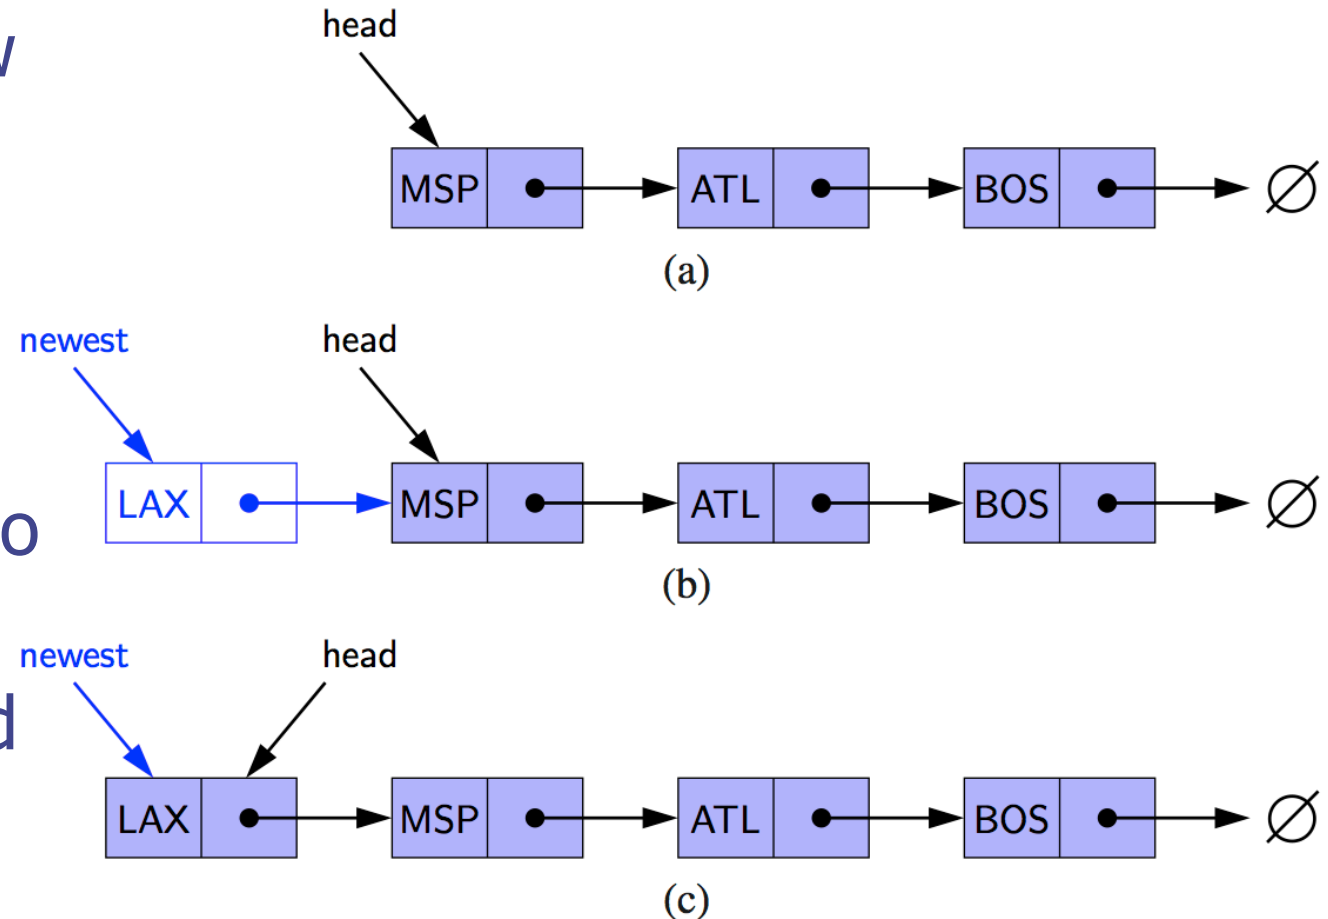 head
MSP ATL BOS ∅
(a)
newest head
LAX MSP ATL BOS ∅
o
(b)
newest head
d
LAX MSP ATL BOS ∅
(c)